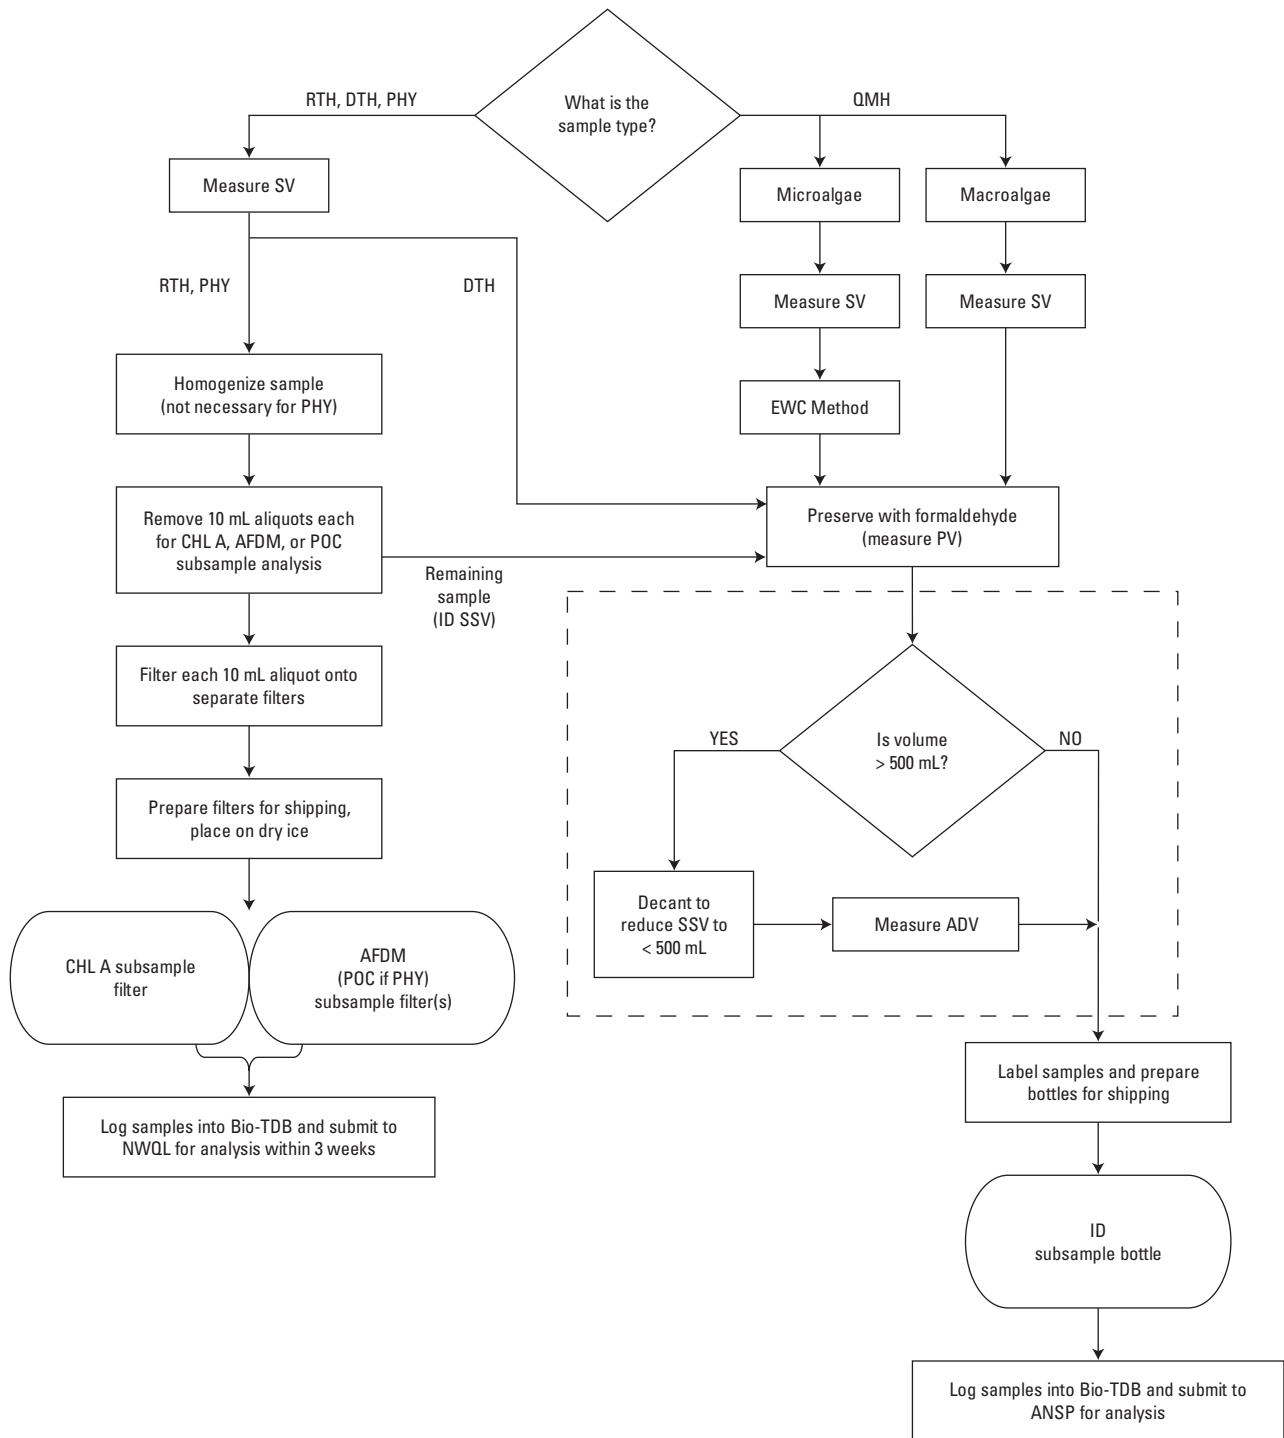 What is the
sample type?
RTH, DTH, PHY
QMH
Measure SV
Microalgae
Macroalgae
RTH, PHY
DTH
Measure SV
Measure SV
Homogenize sample
(not necessary for PHY)
EWC Method
Remove 10 mL aliquots each
for CHL A, AFDM, or POC
subsample analysis
Remaining
sample
(ID SSV)
Preserve with formaldehyde
(measure PV)
Filter each 10 mL aliquot onto
separate filters
Prepare filters for shipping,
place on dry ice
CHL A subsample
filter
AFDM
(POC if PHY)
subsample filter(s)
Log samples into Bio-TDB and submit to
NWQL for analysis within 3 weeks
Is volume
> 500 mL?
YES
NO
Decant to
reduce SSV to
< 500 mL
Measure ADV
Label samples and prepare
bottles for shipping
ID
subsample bottle
Log samples into Bio-TDB and submit to
ANSP for analysis